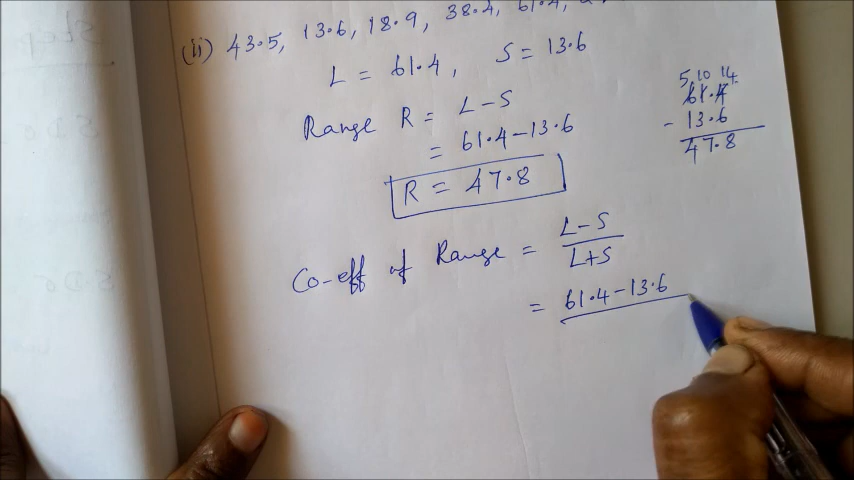 (ii) 43.5, 13.6, 18.9, 38.4, 61.4,
L = 61.4, S = 13.6
Range R = L - S
= 61.4 - 13.6
R = 47.8
5 10 14
61.4
- 13.6
47.8
Co-eff of Range = L - S
L + S
= 61.4 - 13.6